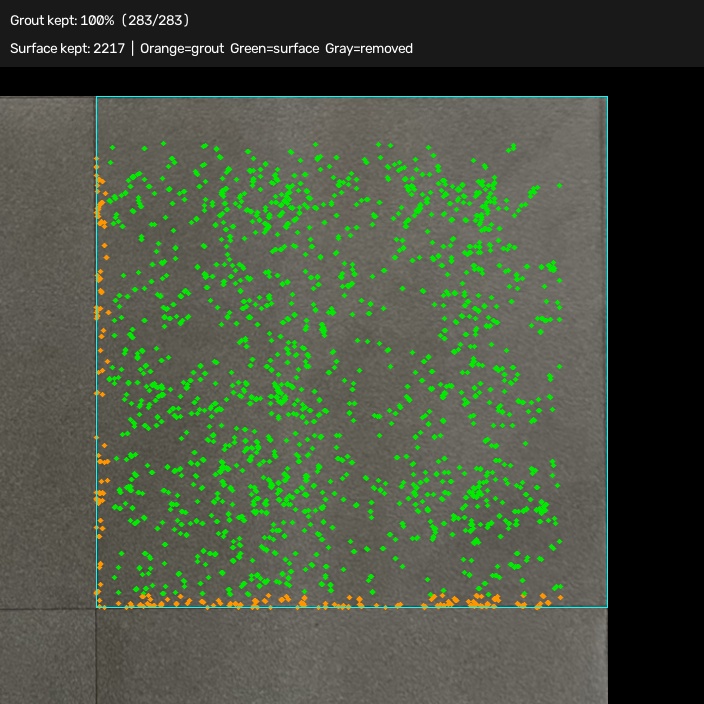 Grout kept: 100% (283/283)
Surface kept: 2217 | Orange=grout Green=surface Gray=removed